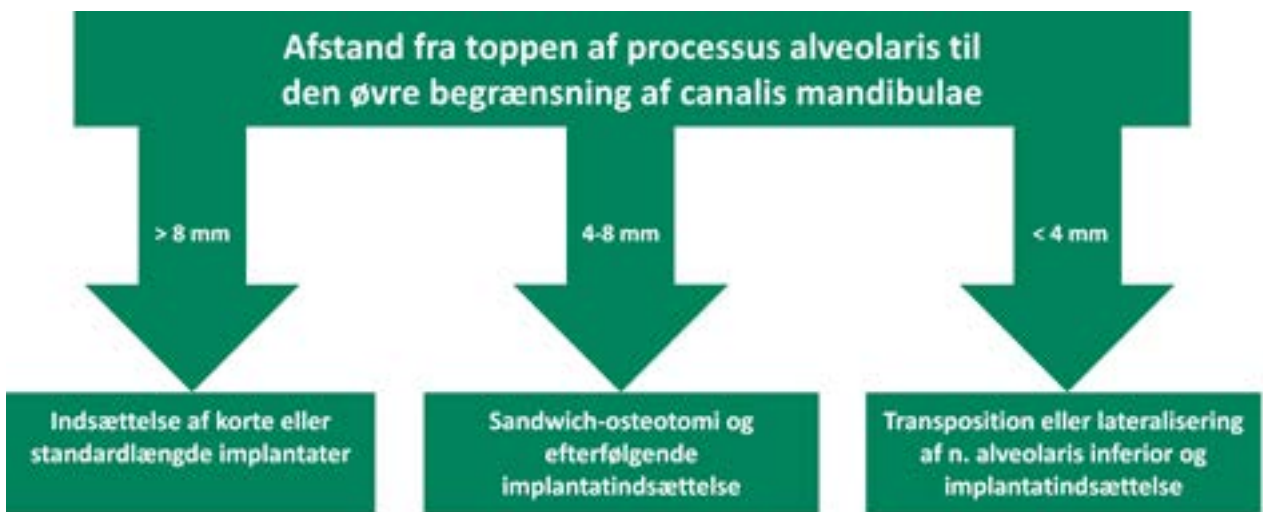 Afstand fra toppen af processus alveolaris til
den øvre begrænsning af canalis mandibulae
> 8 mm
4-8 mm
< 4 mm
Indsættelse af korte eller
standardlængde implantater
Sandwich-osteotomi og
efterfølgende
implantatindsættelse
Transposition eller lateralisering
af n. alveolaris inferior og
implantatindsættelse